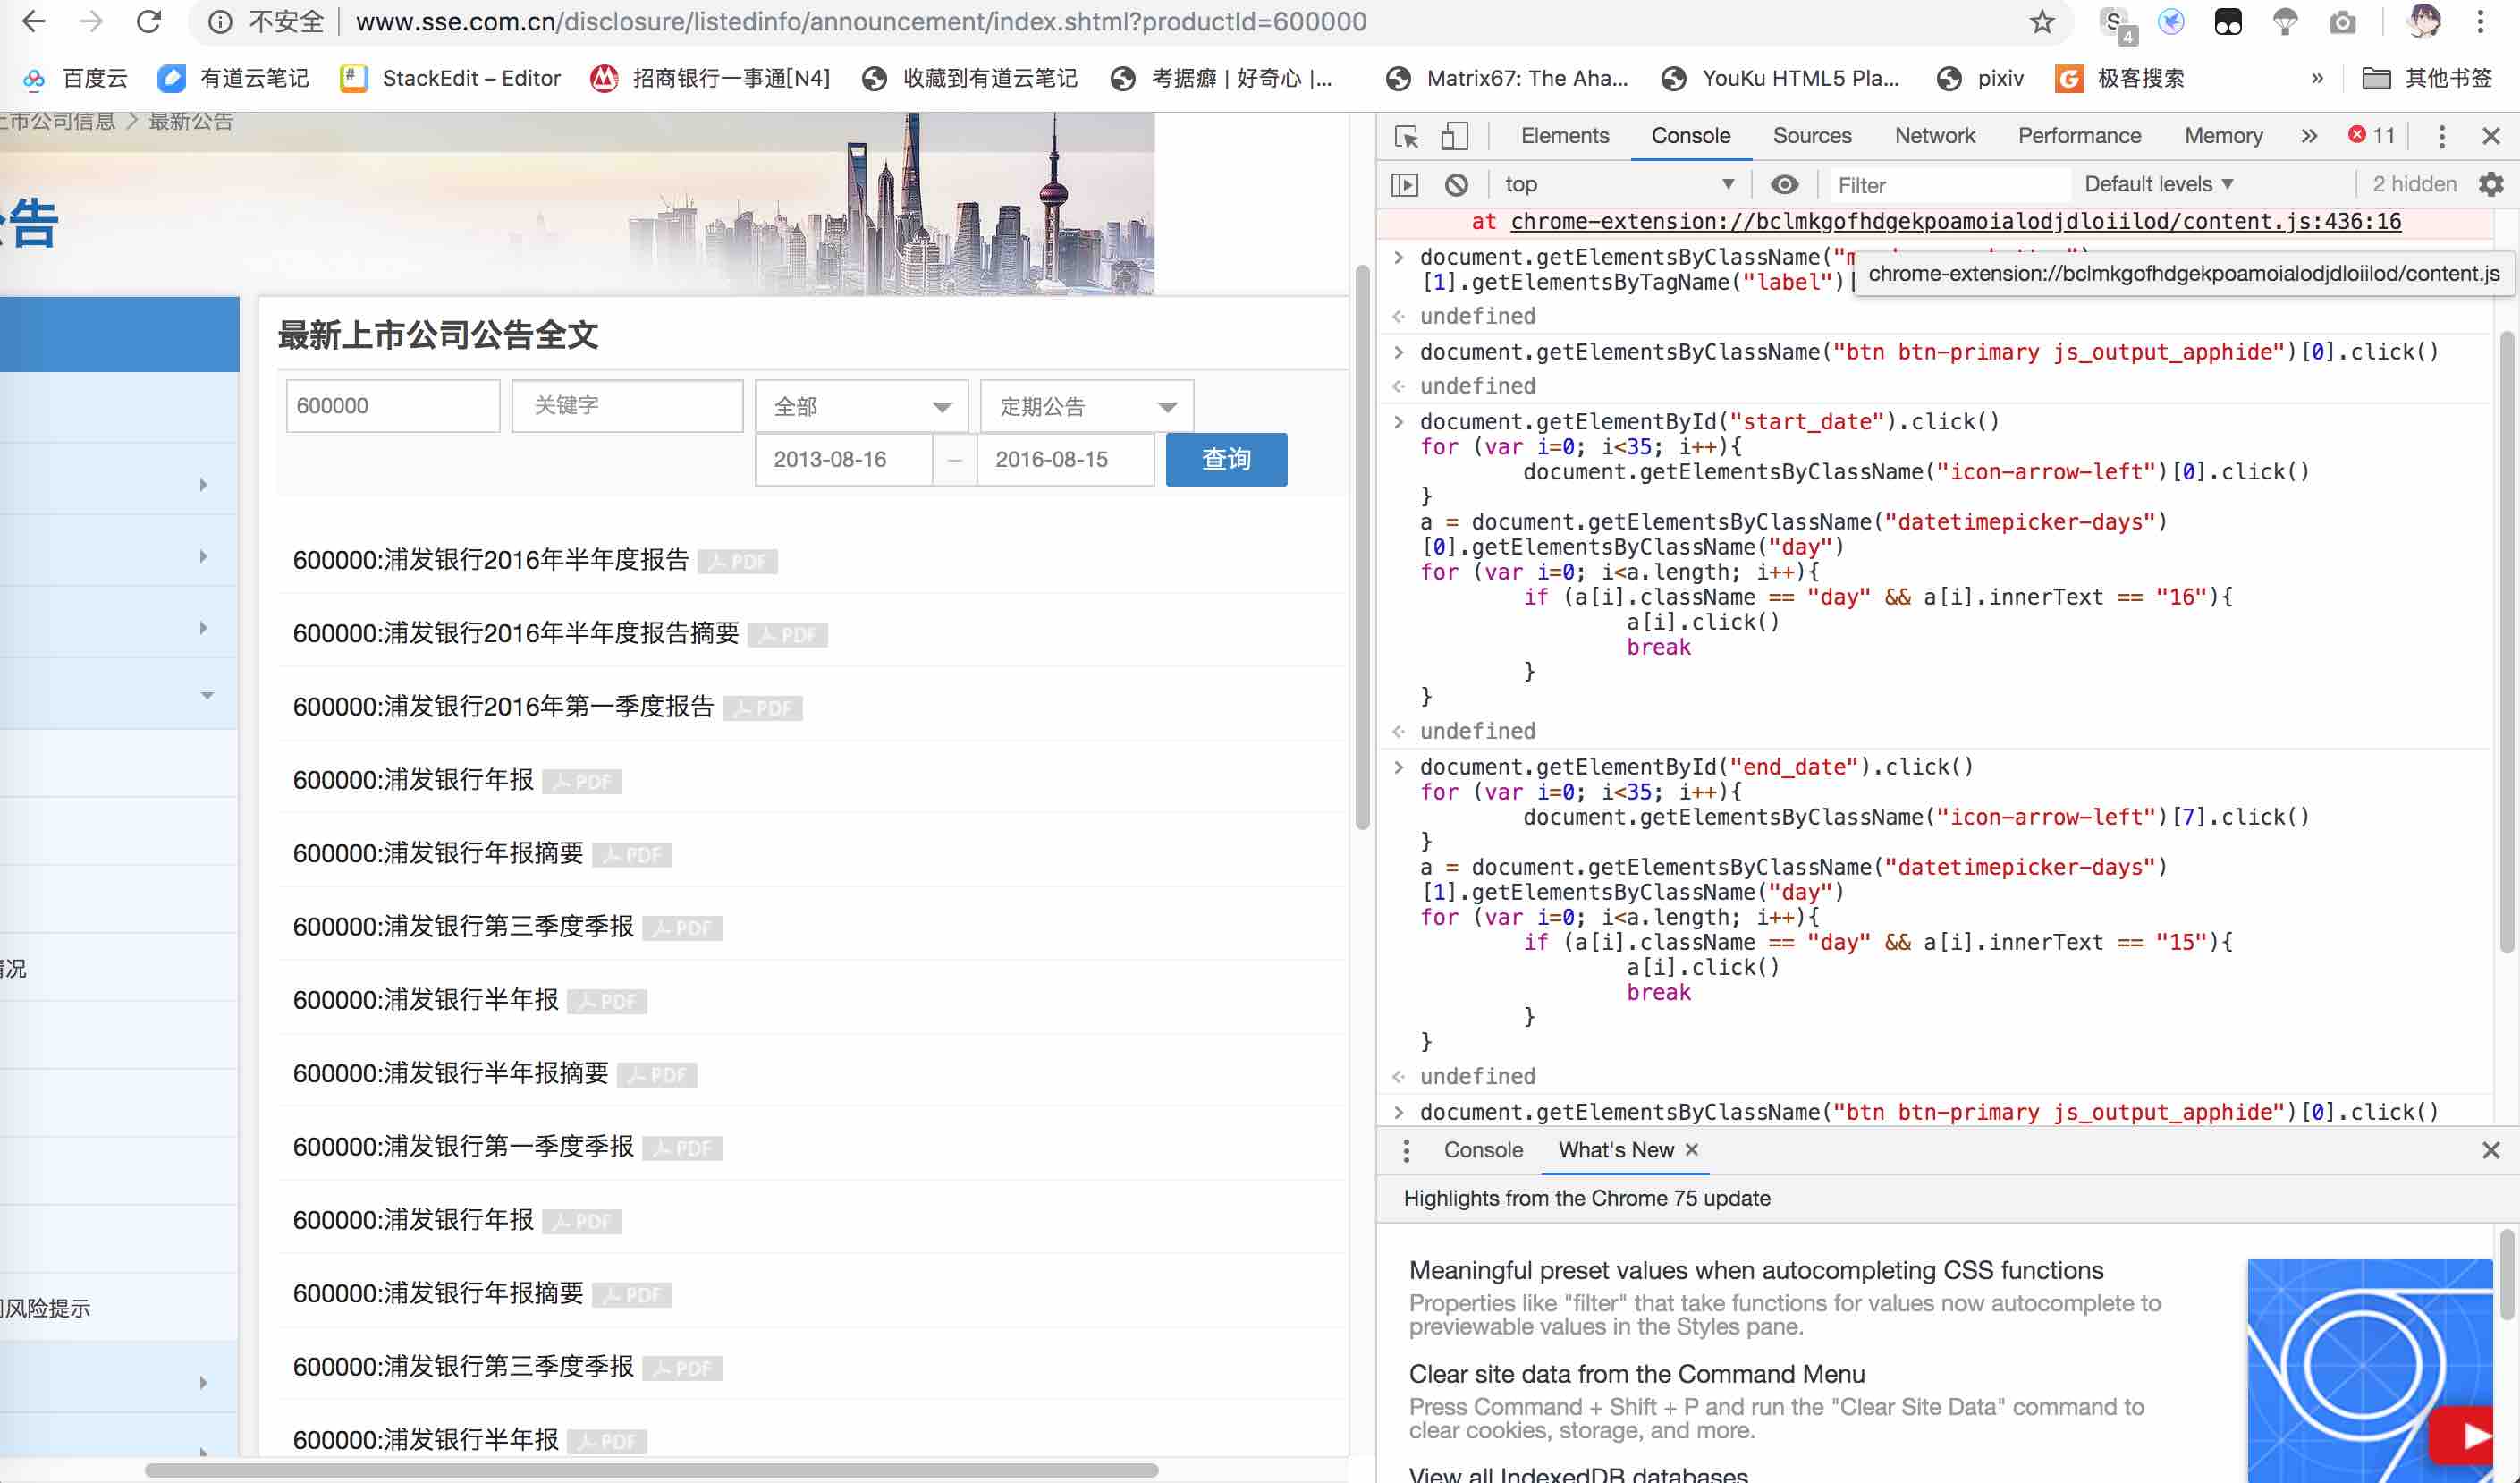 不安全 www.sse.com.cn/disclosure/listedinfo/announcement/index.shtml?productId=600000
4
百度云 有道云笔记 StackEdit – Editor 招商银行一事通[N4] 收藏到有道云笔记 考据癖 | 好奇心 |... Matrix67: The Aha... YouKu HTML5 Pla... pixiv 极客搜索 » 其他书签
上市公司信息 > 最新公告
公告
最新上市公司公告全文
600000 关键字 全部 定期公告
2013-08-16 – 2016-08-15 查询
600000:浦发银行2016年半年度报告 PDF
600000:浦发银行2016年半年度报告摘要 PDF
600000:浦发银行2016年第一季度报告 PDF
600000:浦发银行年报 PDF
600000:浦发银行年报摘要 PDF
600000:浦发银行第三季度季报 PDF
600000:浦发银行半年报 PDF
600000:浦发银行半年报摘要 PDF
600000:浦发银行第一季度季报 PDF
600000:浦发银行年报 PDF
600000:浦发银行年报摘要 PDF
600000:浦发银行第三季度季报 PDF
600000:浦发银行半年报 PDF
情况
风险提示
Elements Console Sources Network Performance Memory » 11
top Filter Default levels 2 hidden
at chrome-extension://bclmkgofhdgekpoamoialodjdloiilod/content.js:436:16
document.getElementsByClassName("m
[1].getElementsByTagName("label")[
chrome-extension://bclmkgofhdgekpoamoialodjdloiilod/content.js
undefined
document.getElementsByClassName("btn btn-primary js_output_apphide")[0].click()
undefined
document.getElementById("start_date").click()
for (var i=0; i<35; i++){
document.getElementsByClassName("icon-arrow-left")[0].click()
}
a = document.getElementsByClassName("datetimepicker-days")
[0].getElementsByClassName("day")
for (var i=0; i<a.length; i++){
if (a[i].className == "day" && a[i].innerText == "16"){
a[i].click()
break
}
}
undefined
document.getElementById("end_date").click()
for (var i=0; i<35; i++){
document.getElementsByClassName("icon-arrow-left")[7].click()
}
a = document.getElementsByClassName("datetimepicker-days")
[1].getElementsByClassName("day")
for (var i=0; i<a.length; i++){
if (a[i].className == "day" && a[i].innerText == "15"){
a[i].click()
break
}
}
undefined
document.getElementsByClassName("btn btn-primary js_output_apphide")[0].click()
Console What's New
Highlights from the Chrome 75 update
Meaningful preset values when autocompleting CSS functions
Properties like "filter" that take functions for values now autocomplete to
previewable values in the Styles pane.
Clear site data from the Command Menu
Press Command + Shift + P and run the "Clear Site Data" command to
clear cookies, storage, and more.
View all IndexedDB databases